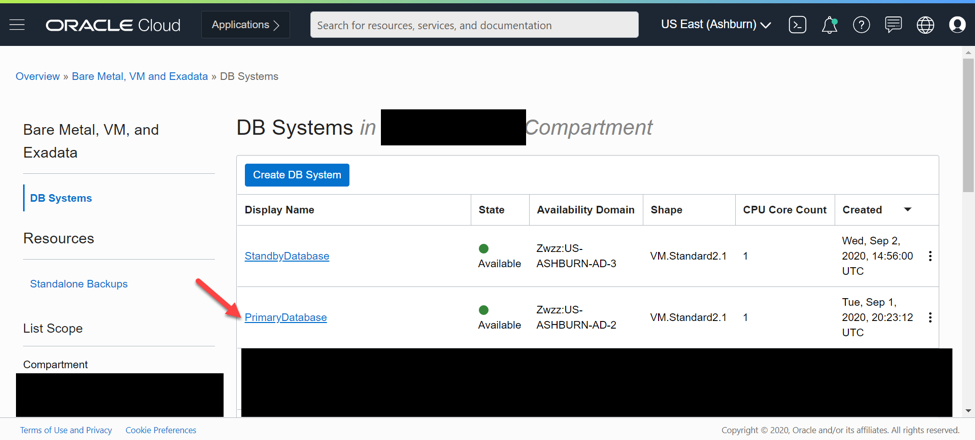 ORACLE Cloud Applications Search for resources, services, and documentation US East (Ashburn)
Overview » Bare Metal, VM and Exadata » DB Systems
Bare Metal, VM, and
Exadata
DB Systems
Resources
Standalone Backups
List Scope
Compartment
DB Systems in Compartment
Create DB System
Display Name State Availability Domain Shape CPU Core Count Created
StandbyDatabase Available Zwzz:US-
ASHBURN-AD-3 VM.Standard2.1 1 Wed, Sep 2,
2020, 14:56:00
UTC
PrimaryDatabase Available Zwzz:US-
ASHBURN-AD-2 VM.Standard2.1 1 Tue, Sep 1,
2020, 20:23:12
UTC
Terms of Use and Privacy Cookie Preferences Copyright © 2020, Oracle and/or its affiliates. All rights reserved.